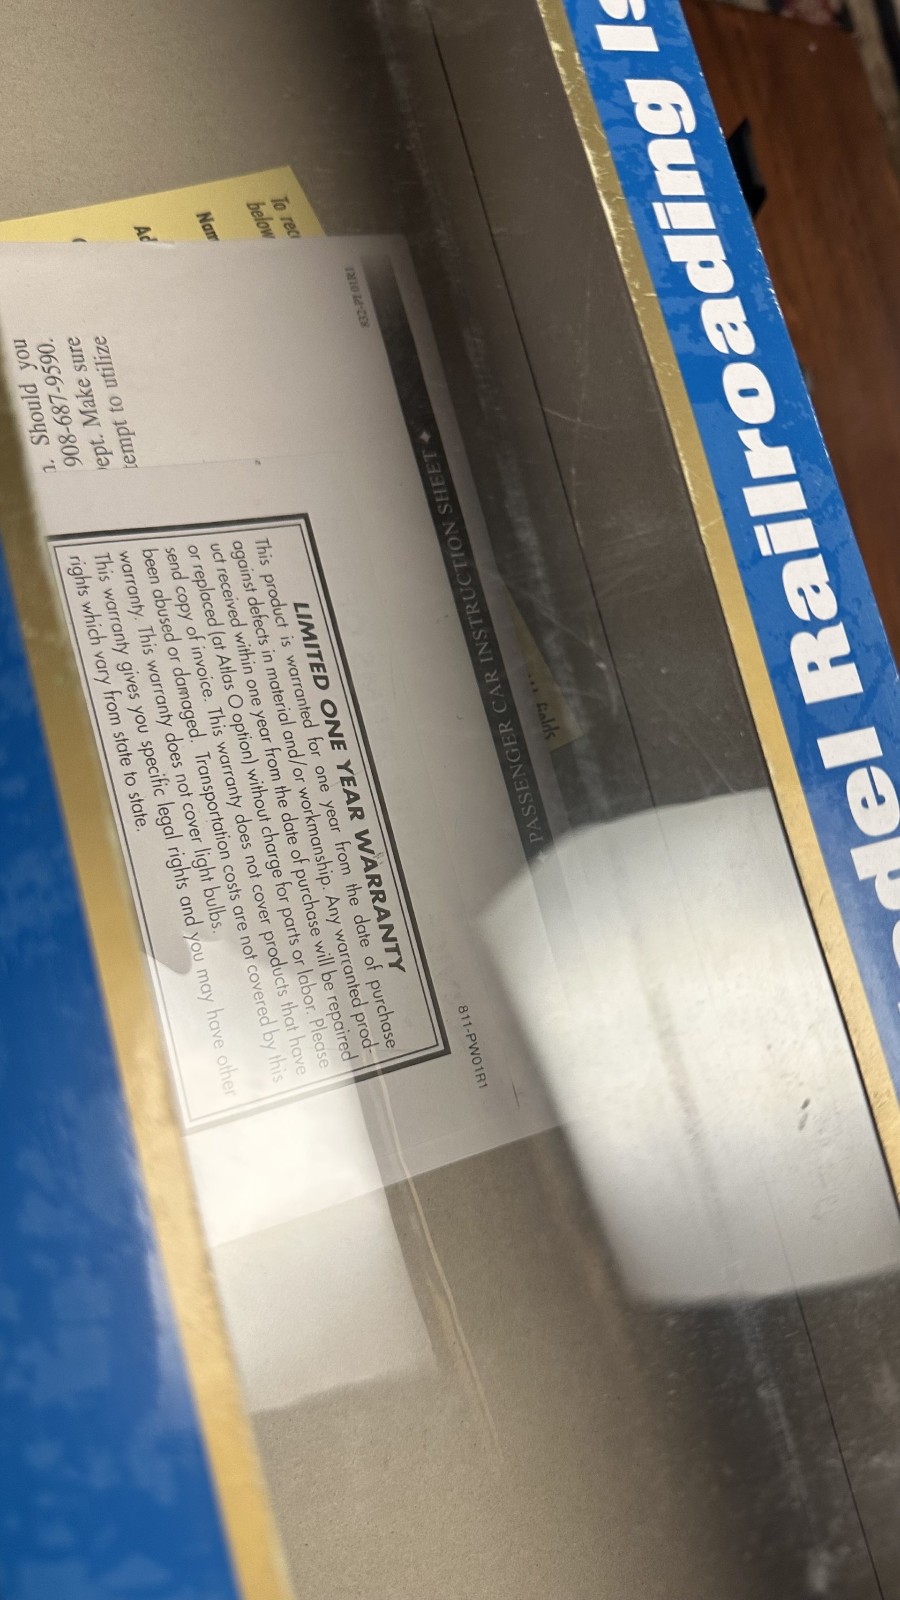 Model Railroading is
To rec
below
Nam
Ad
832-PT-01R1
. Should you
908-687-9590.
ept. Make sure
tempt to utilize
PASSENGER CAR INSTRUCTION SHEET
fields
811-PW01R1
LIMITED ONE YEAR WARRANTY
This product is warranted for one year from the date of purchase
against defects in material and/or workmanship. Any warranted prod-
uct received within one year from the date of purchase will be repaired
or replaced (at Atlas O option) without charge for parts or labor. Please
send copy of invoice. This warranty does not cover products that have
been abused or damaged. Transportation costs are not covered by this
warranty. This warranty does not cover light bulbs.
This warranty gives you specific legal rights and you may have other
rights which vary from state to state.